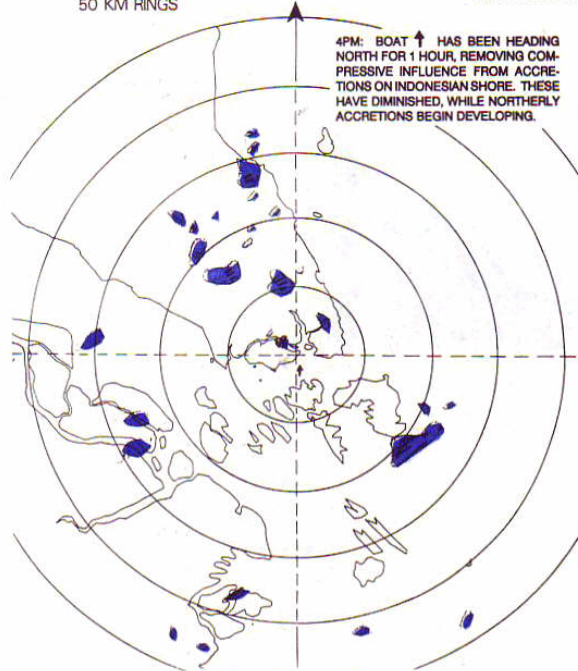 50 KM RINGS
4PM: BOAT ↑ HAS BEEN HEADING
NORTH FOR 1 HOUR, REMOVING COM-
PRESSIVE INFLUENCE FROM ACCRE-
TIONS ON INDONESIAN SHORE. THESE
HAVE DIMINISHED, WHILE NORTHERLY
ACCRETIONS BEGIN DEVELOPING.